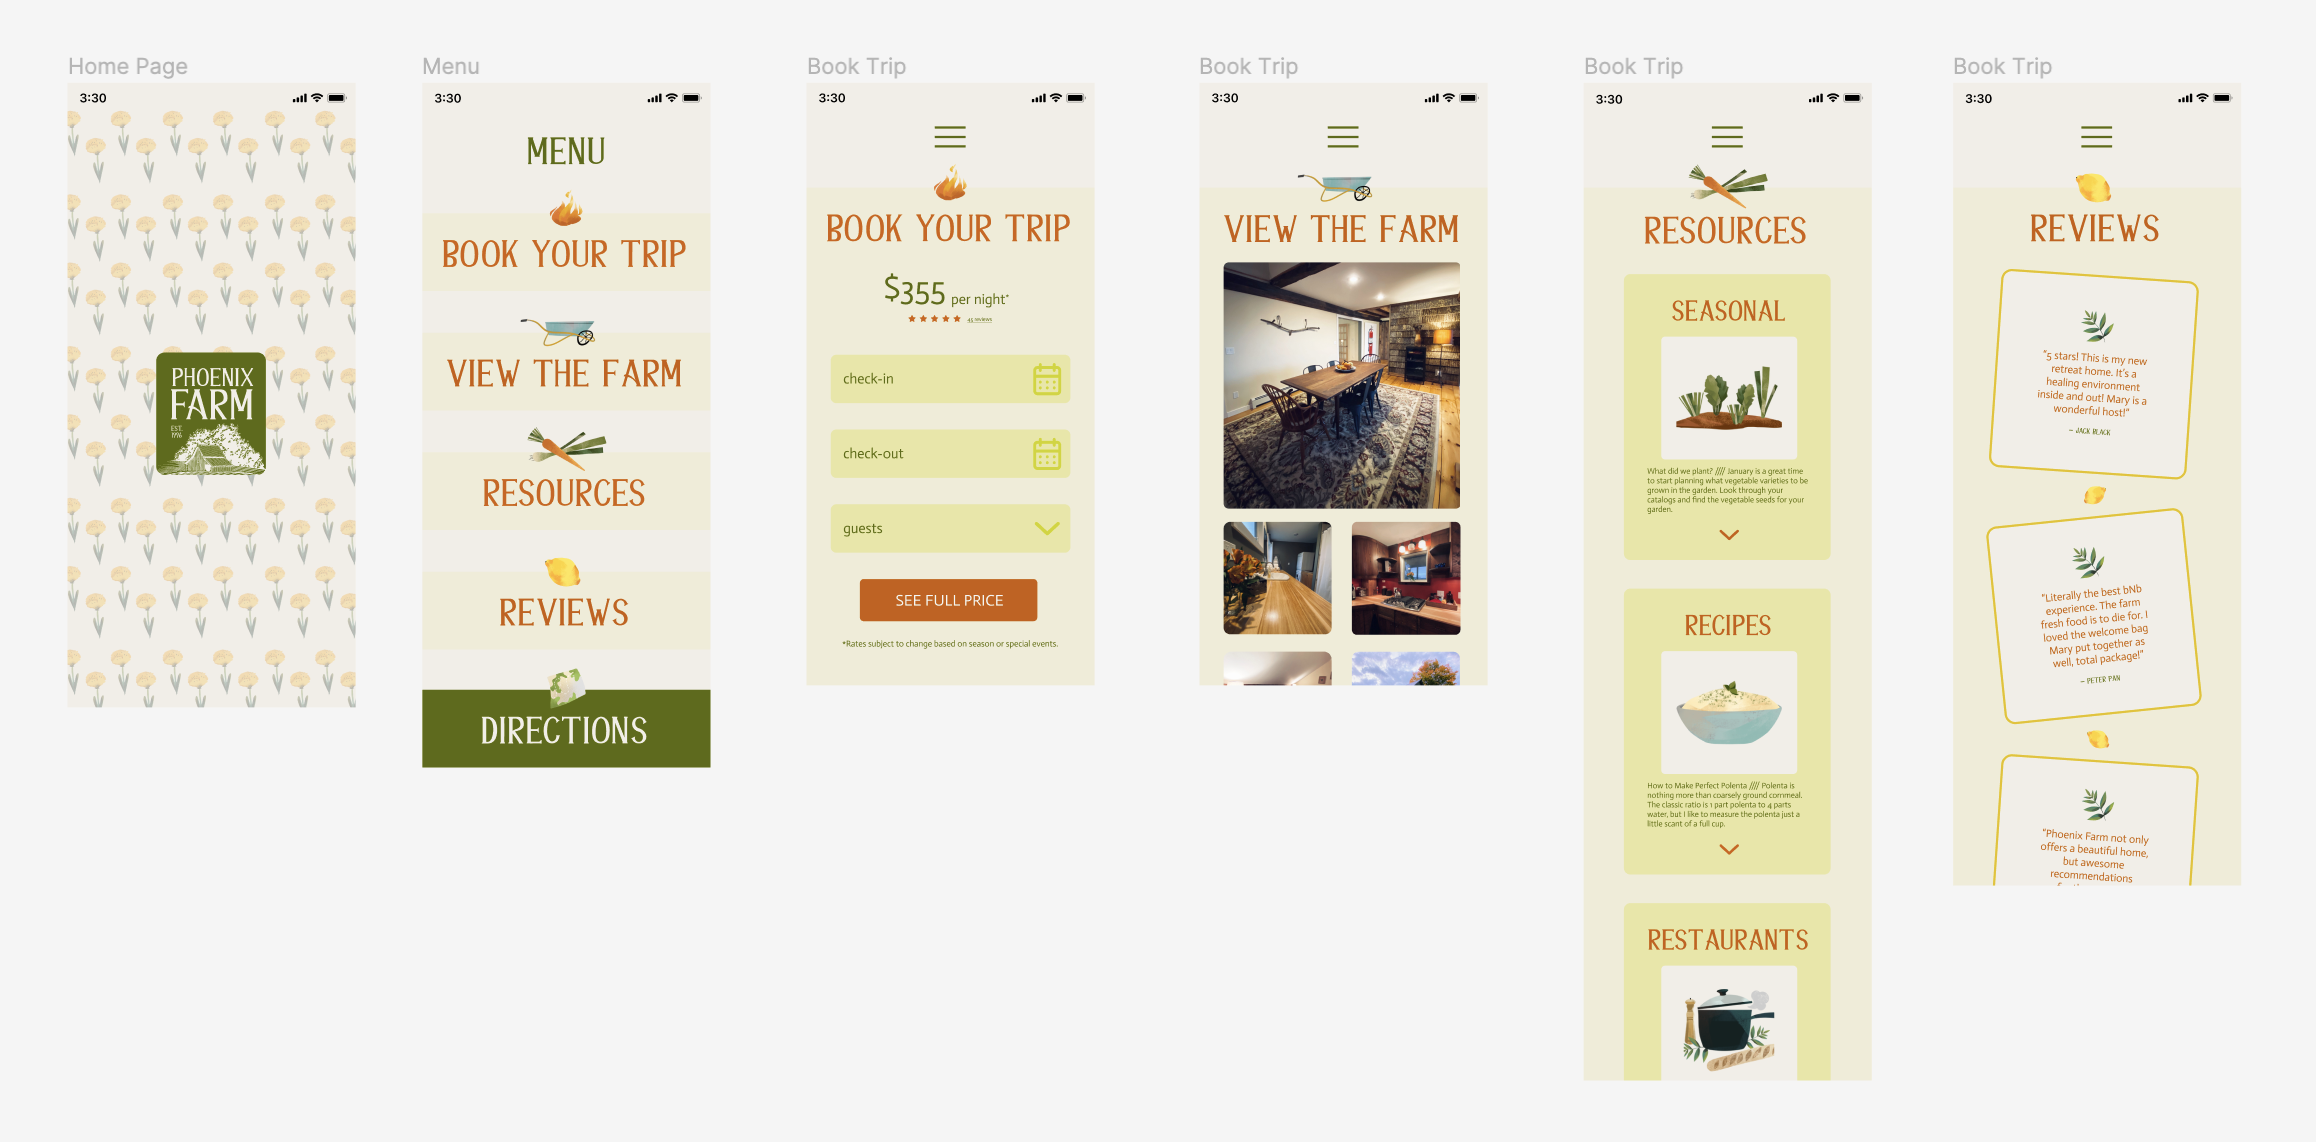 Home Page
3:30
PHOENIX
FARM
EST.
1996
Menu
3:30
MENU
BOOK YOUR TRIP
VIEW THE FARM
RESOURCES
REVIEWS
DIRECTIONS
Book Trip
3:30
BOOK YOUR TRIP
$355 per night*
45 reviews
check-in
check-out
guests
SEE FULL PRICE
*Rates subject to change based on season or special events.
Book Trip
3:30
VIEW THE FARM
Book Trip
3:30
RESOURCES
SEASONAL
What did we plant? //// January is a great time
to start planning what vegetable varieties to be
grown in the garden. Look through your
catalogs and find the vegetable seeds for your
garden.
RECIPES
How to Make Perfect Polenta //// Polenta is
nothing more than coarsely ground cornmeal.
The classic ratio is 1 part polenta to 4 parts
water, but I like to measure the polenta just a
little scant of a full cup.
RESTAURANTS
Book Trip
3:30
REVIEWS
"5 stars! This is my new
retreat home. It's a
healing environment
inside and out! Mary is a
wonderful host!"
– JACK BLACK
"Literally the best bNb
experience. The farm
fresh food is to die for. I
loved the welcome bag
Mary put together as
well, total package!"
– PETER PAN
"Phoenix Farm not only
offers a beautiful home,
but awesome
recommendations